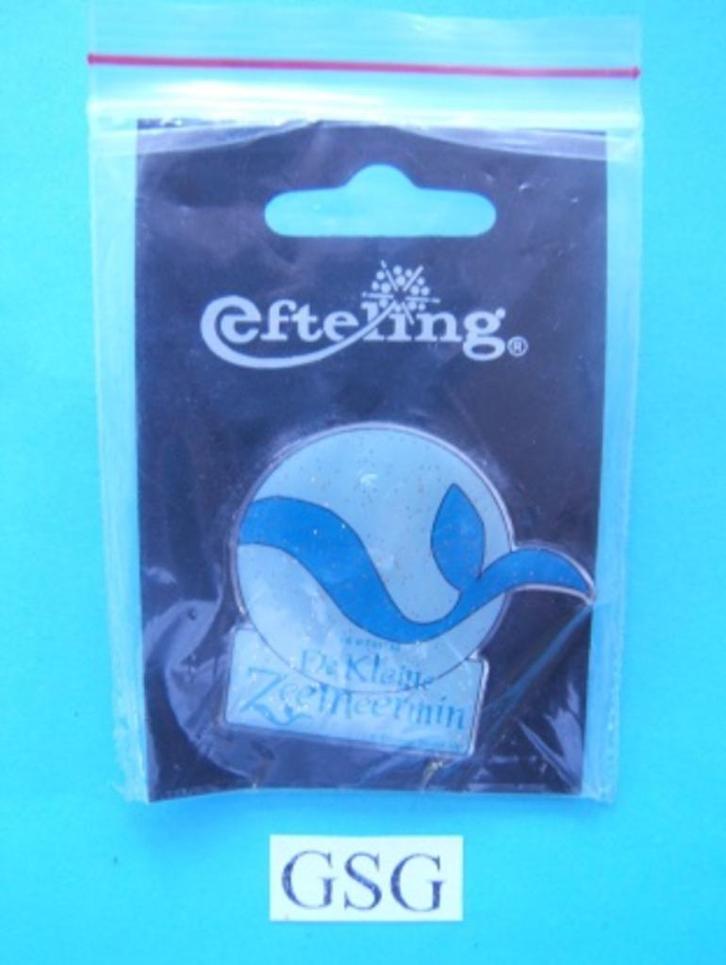 efteling®
De Kleine
Zeemeermin
GSG